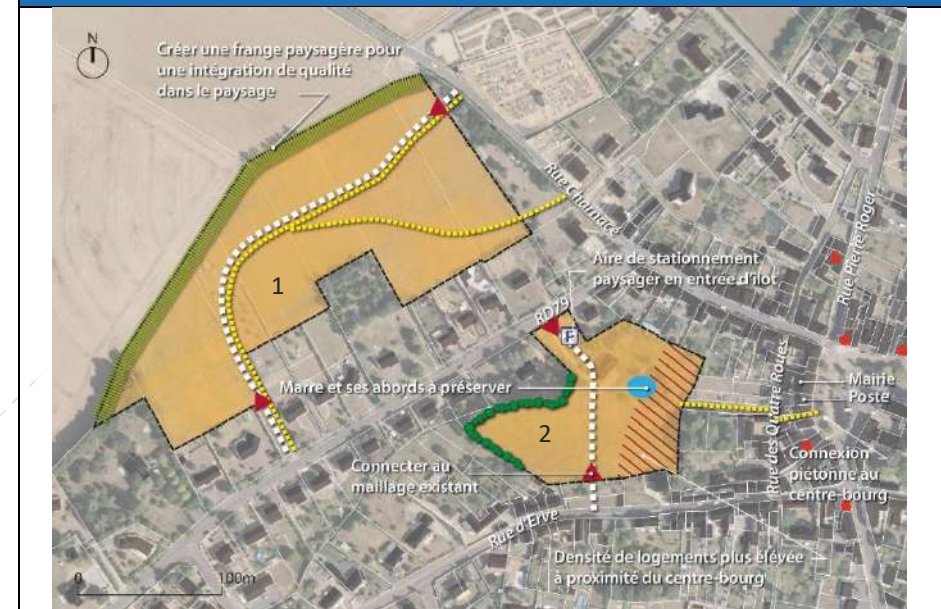 N
Créer une frange paysagère pour
une intégration de qualité
dans le paysage
Rue Charnacé
Rue Pierre Roger
Aire de stationnement
paysager en entrée d'îlot
1
RD79
P
Marre et ses abords à préserver
Mairie
Poste
Rue des Quatre Roues
2
Connecter au
maillage existant
Connexion
piétonne au
centre-bourg
Rue d'Erve
Densité de logements plus élevée
à proximité du centre-bourg
0 100m